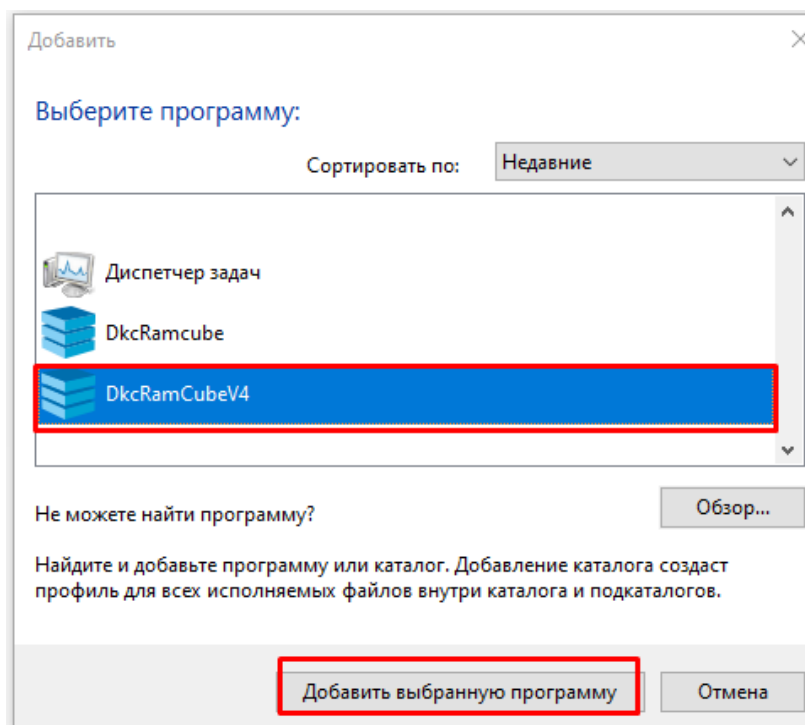 Добавить
Выберите программу:
Сортировать по:
Недавние
Диспетчер задач
DkcRamcube
DkcRamCubeV4
Не можете найти программу?
Обзор...
Найдите и добавьте программу или каталог. Добавление каталога создаст
профиль для всех исполняемых файлов внутри каталога и подкаталогов.
Добавить выбранную программу
Отмена